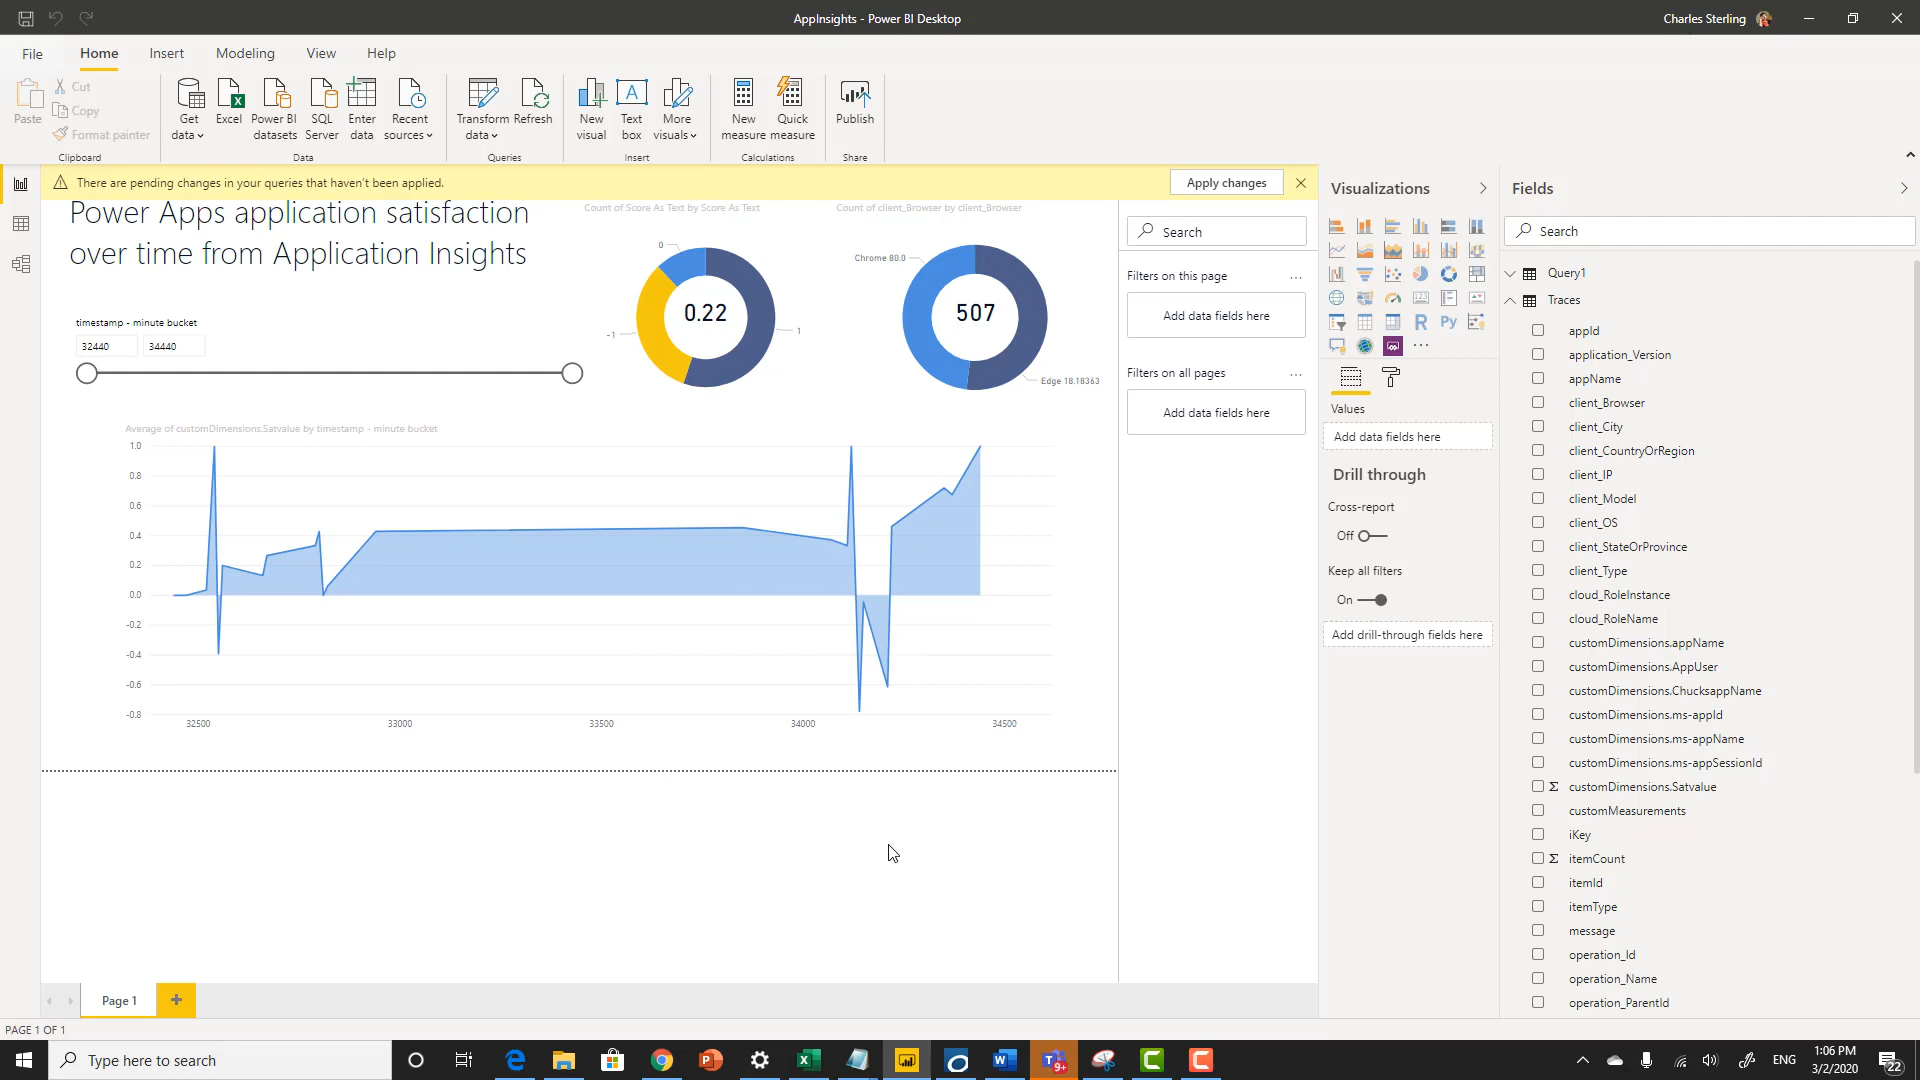 AppInsights - Power BI Desktop
Charles Sterling
File
Home
Insert
Modeling
View
Help
Paste
Cut
Copy
Format painter
Clipboard
Get data
Excel
Power BI datasets
SQL Server
Enter data
Recent sources
Data
Transform data
Refresh
Queries
New visual
Text box
More visuals
Insert
New measure
Quick measure
Calculations
Publish
Share
There are pending changes in your queries that haven't been applied.
Apply changes
Power Apps application satisfaction
over time from Application Insights
timestamp - minute bucket
32440
34440
Count of Score As Text by Score As Text
0
-1
1
0.22
Count of client_Browser by client_Browser
Chrome 80.0
507
Edge 18.18363
Average of customDimensions.Satvalue by timestamp - minute bucket
1.0
0.8
0.6
0.4
0.2
0.0
-0.2
-0.4
-0.6
-0.8
32500
33000
33500
34000
34500
Search
Filters on this page
...
Add data fields here
Filters on all pages
...
Add data fields here
Visualizations
123
R
Py
...
Values
Add data fields here
Drill through
Cross-report
Off
Keep all filters
On
Add drill-through fields here
Fields
Search
Query1
Traces
appId
application_Version
appName
client_Browser
client_City
client_CountryOrRegion
client_IP
client_Model
client_OS
client_StateOrProvince
client_Type
cloud_RoleInstance
cloud_RoleName
customDimensions.appName
customDimensions.AppUser
customDimensions.ChucksappName
customDimensions.ms-appId
customDimensions.ms-appName
customDimensions.ms-appSessionId
Σ customDimensions.Satvalue
customMeasurements
iKey
Σ itemCount
itemId
itemType
message
operation_Id
operation_Name
operation_ParentId
Page 1
+
PAGE 1 OF 1
Type here to search
9+
ENG
1:06 PM
3/2/2020
22